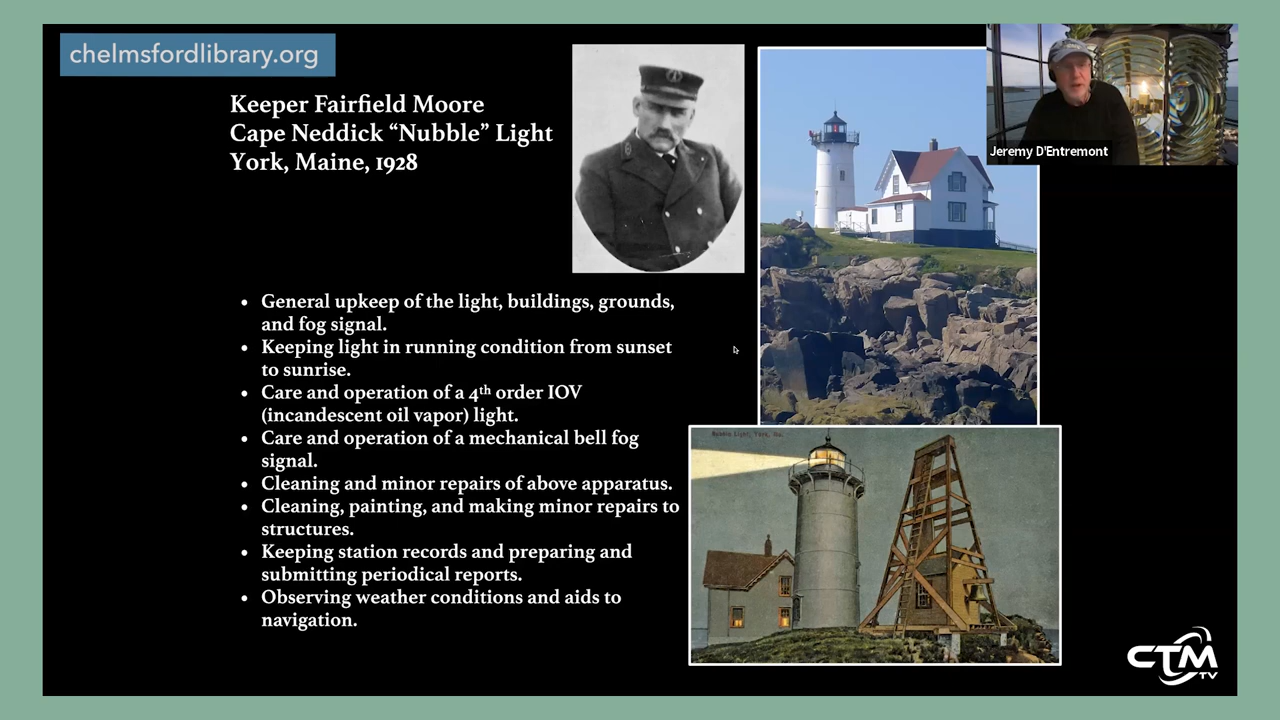 chelmsfordlibrary.org
Keeper Fairfield Moore
Cape Neddick “Nubble” Light
York, Maine, 1928
Jeremy D'Entremont
• General upkeep of the light, buildings, grounds,
and fog signal.
• Keeping light in running condition from sunset
to sunrise.
• Care and operation of a 4th order IOV
(incandescent oil vapor) light.
• Care and operation of a mechanical bell fog
signal.
• Cleaning and minor repairs of above apparatus.
• Cleaning, painting, and making minor repairs to
structures.
• Keeping station records and preparing and
submitting periodical reports.
• Observing weather conditions and aids to
navigation.
Nubble Light, York, Me.
CTM
TV